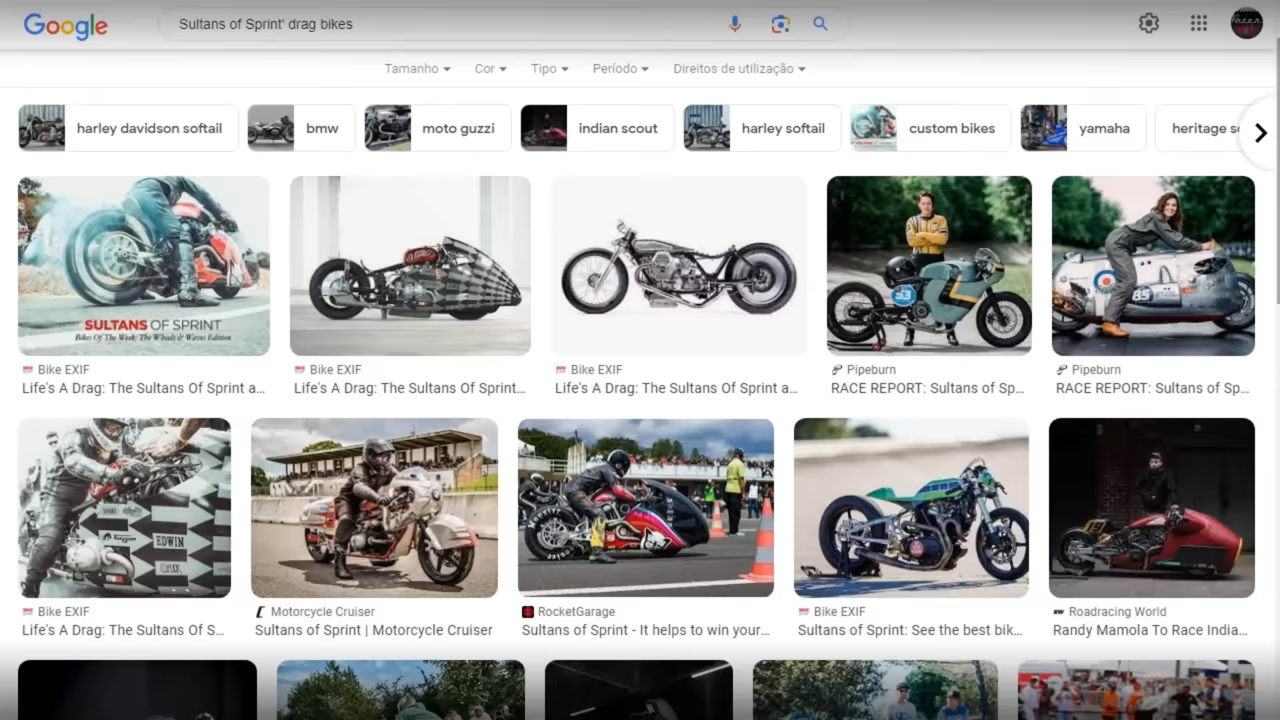 Google
Sultans of Sprint' drag bikes
Tamanho
Cor
Tipo
Período
Direitos de utilização
harley davidson softail
bmw
moto guzzi
indian scout
harley softail
custom bikes
yamaha
heritage s
SULTANS OF SPRINT
Bikes Of The Week: The Wheels & Waves Edition
33
85
Bike EXIF
Life's A Drag: The Sultans Of Sprint a...
Bike EXIF
Life's A Drag: The Sultans Of Sprint...
Bike EXIF
Life's A Drag: The Sultans Of Sprint a...
Pipeburn
RACE REPORT: Sultans of Sp...
Pipeburn
RACE REPORT: Sultans of Sp...
EDWIN
Bike EXIF
Life's A Drag: The Sultans Of S...
Motorcycle Cruiser
Sultans of Sprint | Motorcycle Cruiser
RocketGarage
Sultans of Sprint - It helps to win your...
Bike EXIF
Sultans of Sprint: See the best bik...
RW Roadracing World
Randy Mamola To Race India...